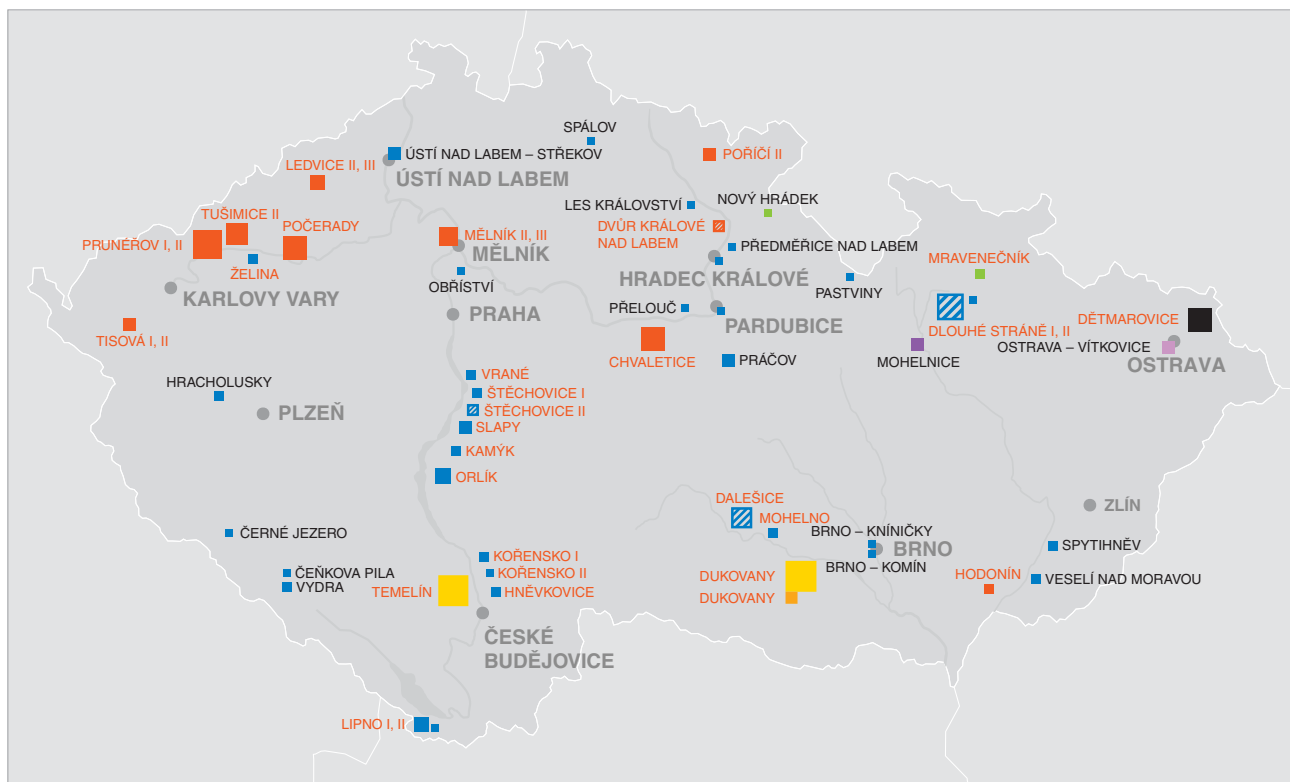 SPÁLOV
ÚSTÍ NAD LABEM – STŘEKOV
POŘÍČÍ II
LEDVICE II, III
ÚSTÍ NAD LABEM
LES KRÁLOVSTVÍ
NOVÝ HRÁDEK
TUŠIMICE II
POČERADY
DVŮR KRÁLOVÉ
NAD LABEM
PRUNÉŘOV I, II
MĚLNÍK II, III
MĚLNÍK
PŘEDMĚŘICE NAD LABEM
MRAVENEČNÍK
ŽELINA
HRADEC KRÁLOVÉ
OBŘÍSTVÍ
PASTVINY
KARLOVY VARY
PRAHA
PŘELOUČ
PARDUBICE
DLOUHÉ STRÁNĚ I, II
DĚTMAROVICE
TISOVÁ I, II
CHVALETICE
PRÁČOV
MOHELNICE
OSTRAVA – VÍTKOVICE
OSTRAVA
HRACHOLUSKY
VRANÉ
ŠTĚCHOVICE I
PLZEŇ
ŠTĚCHOVICE II
SLAPY
KAMÝK
ORLÍK
DALEŠICE
ZLÍN
MOHELNO
BRNO – KNÍNIČKY
ČERNÉ JEZERO
BRNO
SPYTIHNĚV
KOŘENSKO I
BRNO – KOMÍN
ČEŇKOVA PILA
KOŘENSKO II
DUKOVANY
HODONÍN
VESELÍ NAD MORAVOU
VYDRA
TEMELÍN
HNĚVKOVICE
DUKOVANY
ČESKÉ
BUDĚJOVICE
LIPNO I, II